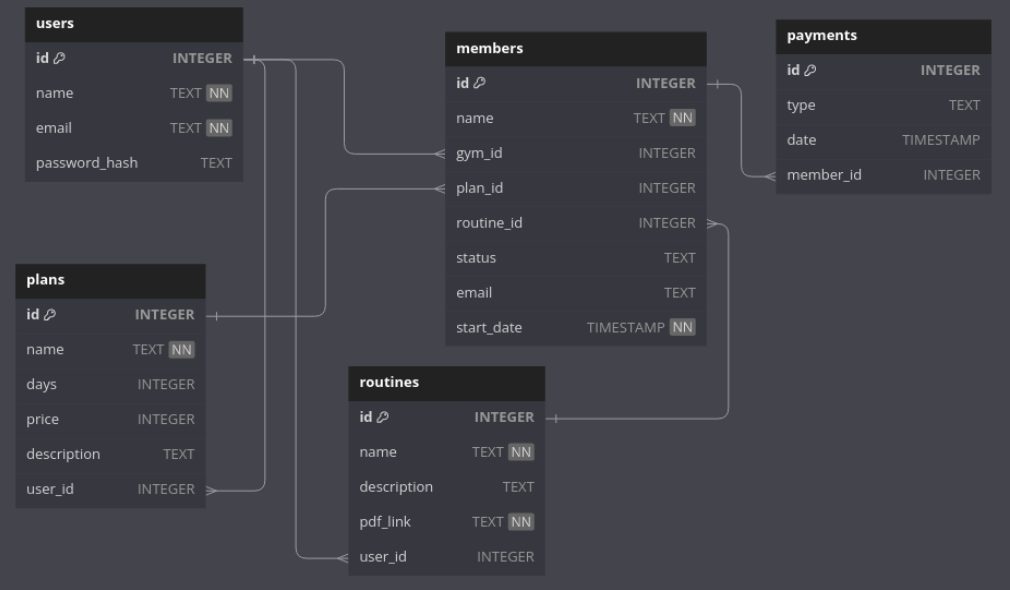 users
id INTEGER
name TEXT NN
email TEXT NN
password_hash TEXT
members
id INTEGER
name TEXT NN
gym_id INTEGER
plan_id INTEGER
routine_id INTEGER
status TEXT
email TEXT
start_date TIMESTAMP NN
payments
id INTEGER
type TEXT
date TIMESTAMP
member_id INTEGER
plans
id INTEGER
name TEXT NN
days INTEGER
price INTEGER
description TEXT
user_id INTEGER
routines
id INTEGER
name TEXT NN
description TEXT
pdf_link TEXT NN
user_id INTEGER